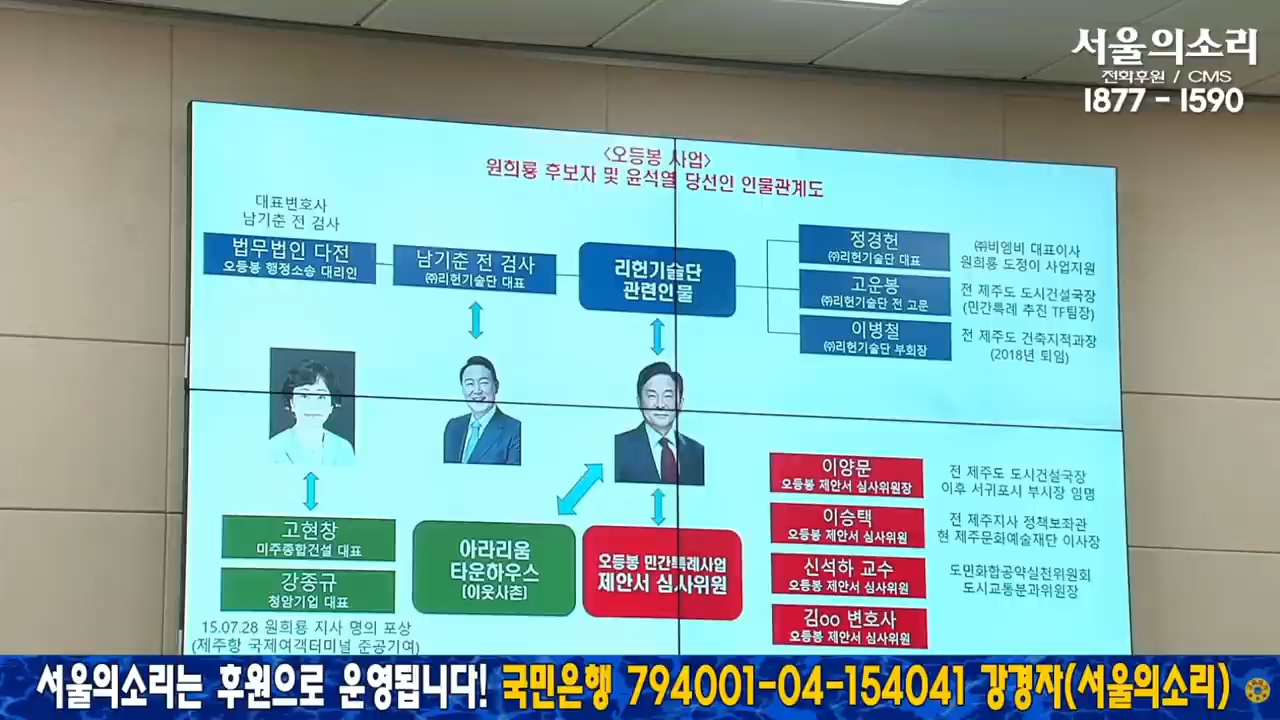 서울의소리
전화후원 / CMS
1877 - 1590
<오등봉 사업>
원희룡 후보자 및 윤석열 당선인 인물관계도
대표변호사
남기춘 전 검사
법무법인 다전
오등봉 행정소송 대리인
남기춘 전 검사
㈜리헌기술단 대표
리헌기술단
관련인물
정경헌
㈜리헌기술단 대표
㈜비엠비 대표이사
원희룡 도정이 사업지원
고운봉
㈜리헌기술단 전 고문
전 제주도 도시건설국장
(민간특례 추진 TF팀장)
이병철
㈜리헌기술단 부회장
전 제주도 건축지적과장
(2018년 퇴임)
고현창
미주종합건설 대표
강종규
청암기업 대표
15.07.28 원희룡 지사 명의 포상
(제주항 국제여객터미널 준공기여)
아라리움
타운하우스
(이웃사촌)
오등봉 민간특례사업
제안서 심사위원
이양문
오등봉 제안서 심사위원장
전 제주도 도시건설국장
이후 서귀포시 부시장 임명
이승택
오등봉 제안서 심사위원
전 제주지사 정책보좌관
현 제주문화예술재단 이사장
신석하 교수
오등봉 제안서 심사위원
도민화합공약실천위원회
도시교통분과위원장
김oo 변호사
오등봉 제안서 심사위원
서울의소리는 후원으로 운영됩니다! 국민은행 794001-04-154041 강경자(서울의소리)